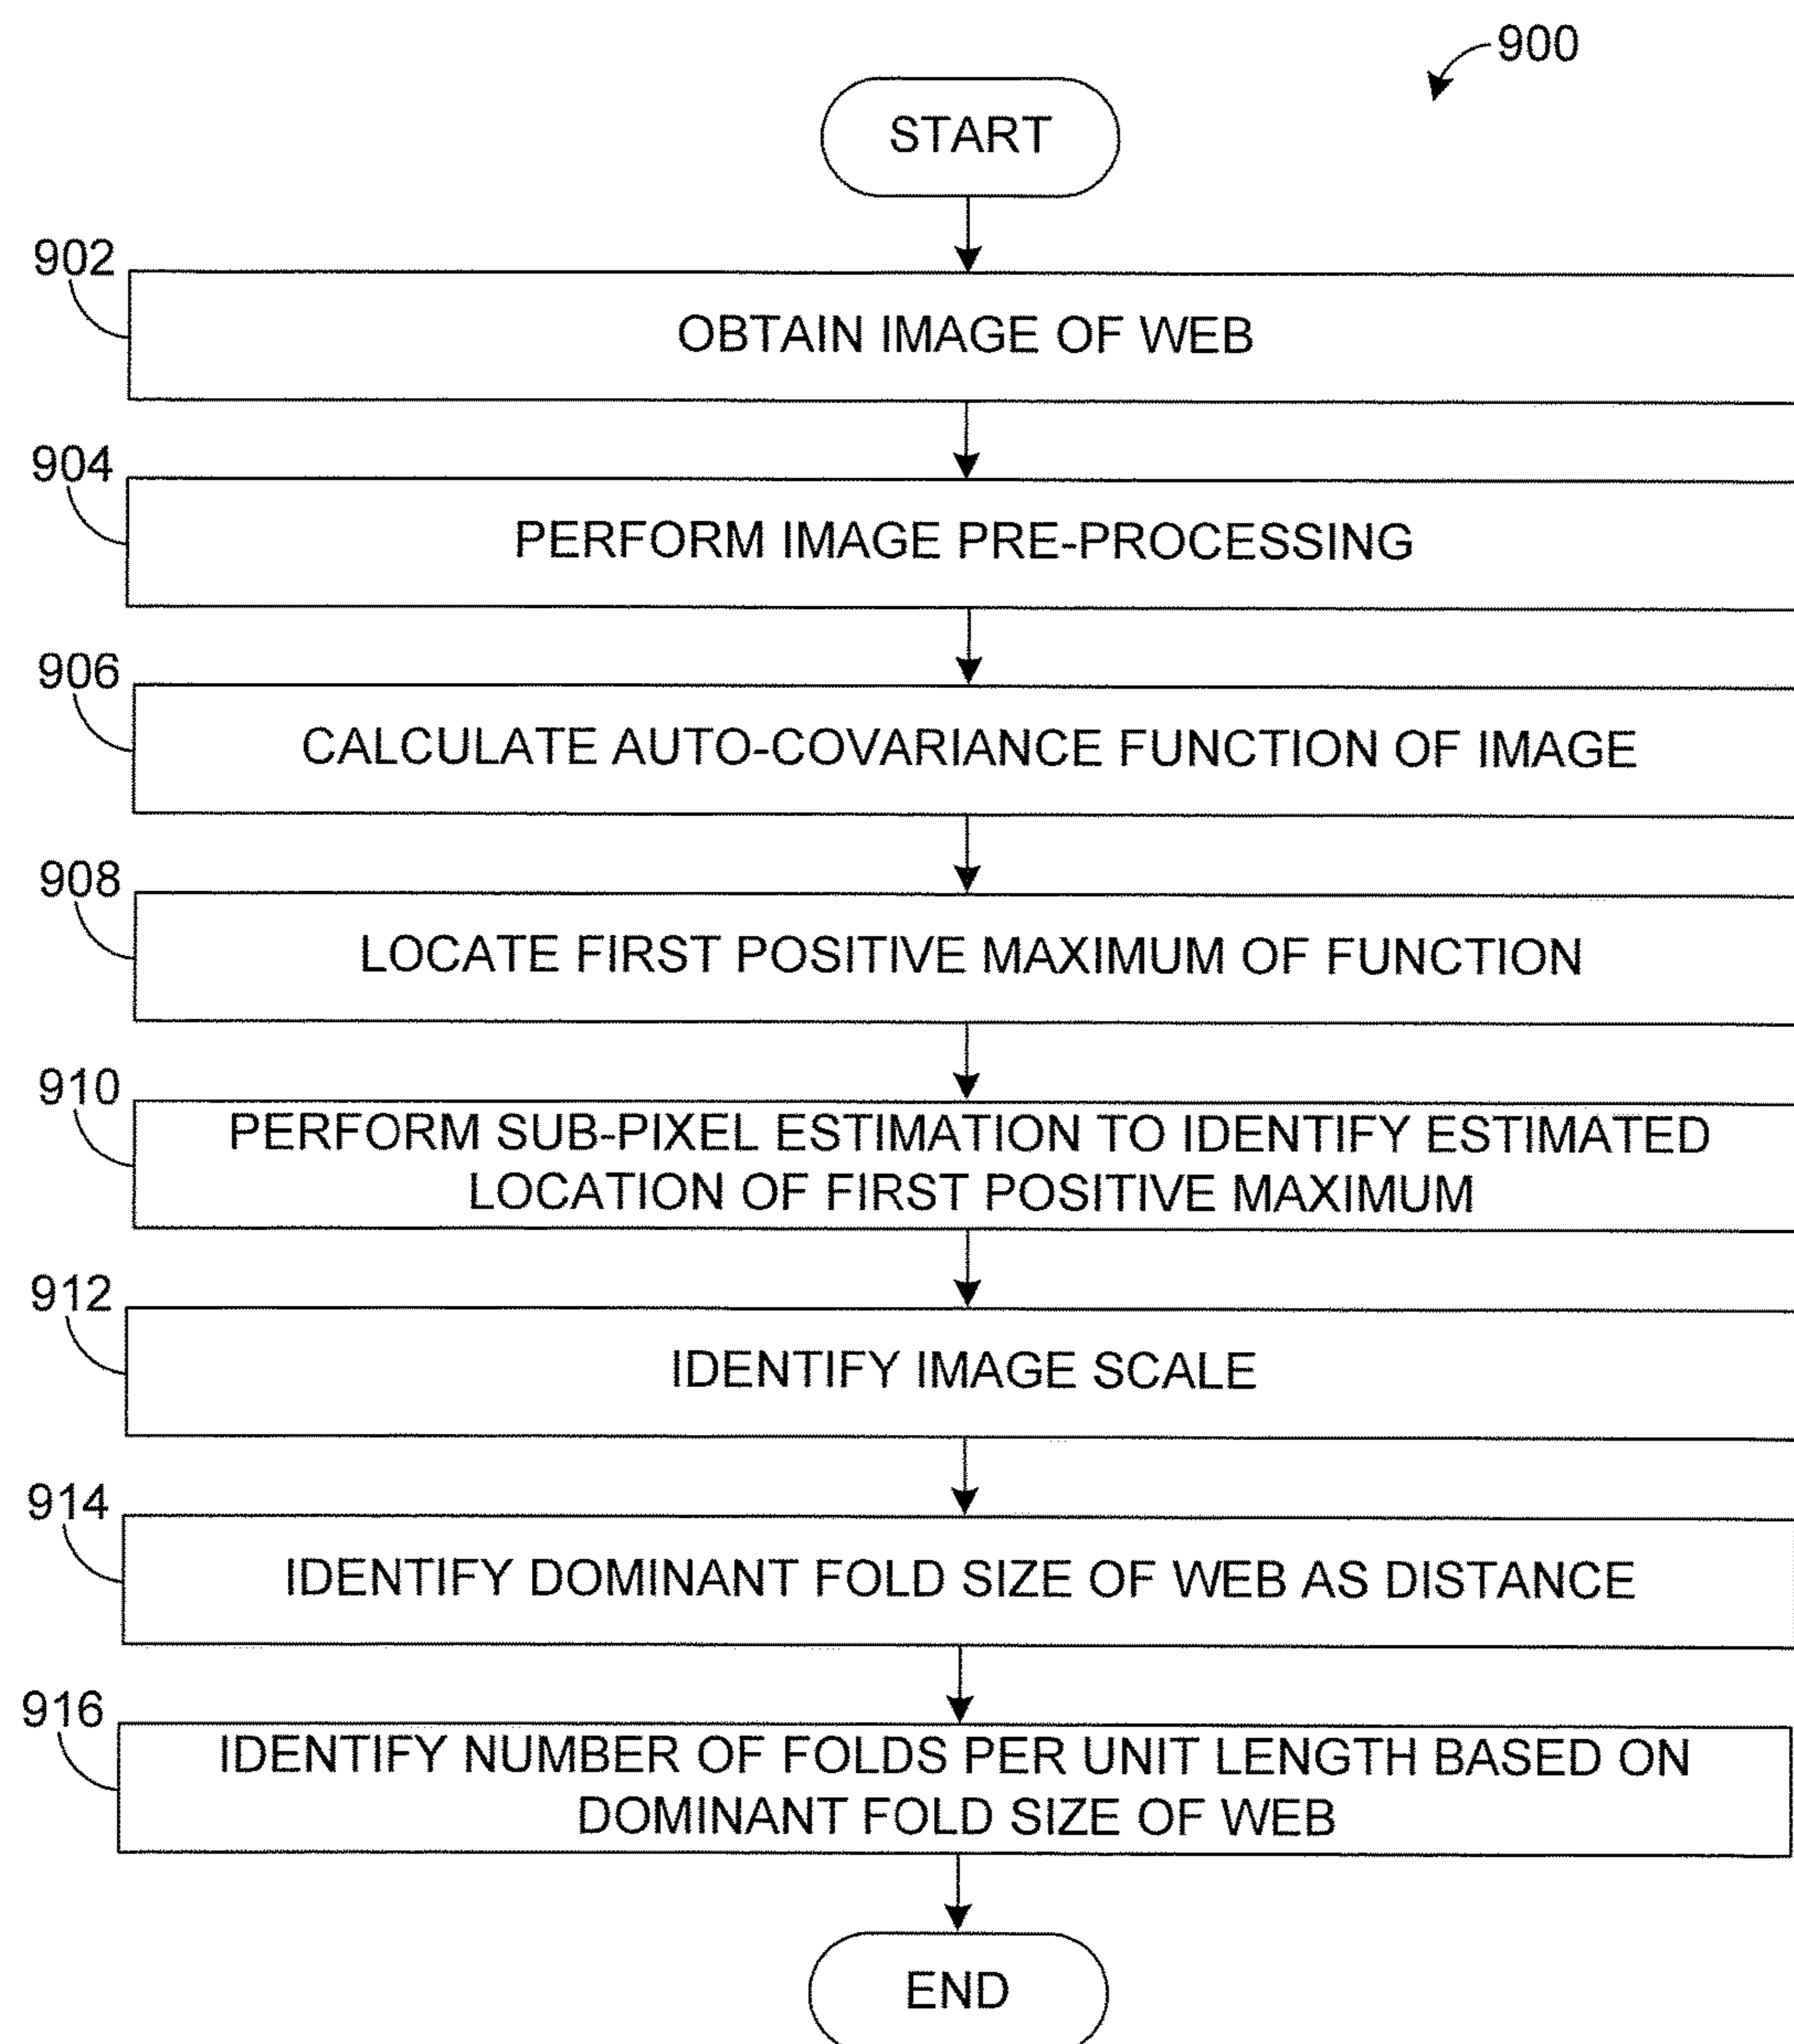 900
START
902
OBTAIN IMAGE OF WEB
904
PERFORM IMAGE PRE-PROCESSING
906
CALCULATE AUTO-COVARIANCE FUNCTION OF IMAGE
908
LOCATE FIRST POSITIVE MAXIMUM OF FUNCTION
910
PERFORM SUB-PIXEL ESTIMATION TO IDENTIFY ESTIMATED
LOCATION OF FIRST POSITIVE MAXIMUM
912
IDENTIFY IMAGE SCALE
914
IDENTIFY DOMINANT FOLD SIZE OF WEB AS DISTANCE
916
IDENTIFY NUMBER OF FOLDS PER UNIT LENGTH BASED ON
DOMINANT FOLD SIZE OF WEB
END